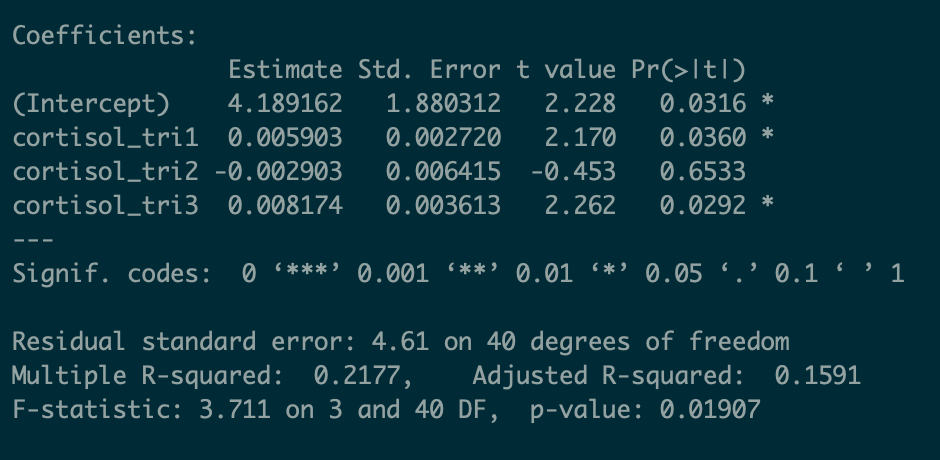 Coefficients:
Estimate Std. Error t value Pr(>|t|)
(Intercept) 4.189162 1.880312 2.228 0.0316 *
cortisol_tri1 0.005903 0.002720 2.170 0.0360 *
cortisol_tri2 -0.002903 0.006415 -0.453 0.6533
cortisol_tri3 0.008174 0.003613 2.262 0.0292 *
---
Signif. codes: 0 ‘***’ 0.001 ‘**’ 0.01 ‘*’ 0.05 ‘.’ 0.1 ‘ ’ 1
Residual standard error: 4.61 on 40 degrees of freedom
Multiple R-squared: 0.2177, Adjusted R-squared: 0.1591
F-statistic: 3.711 on 3 and 40 DF, p-value: 0.01907